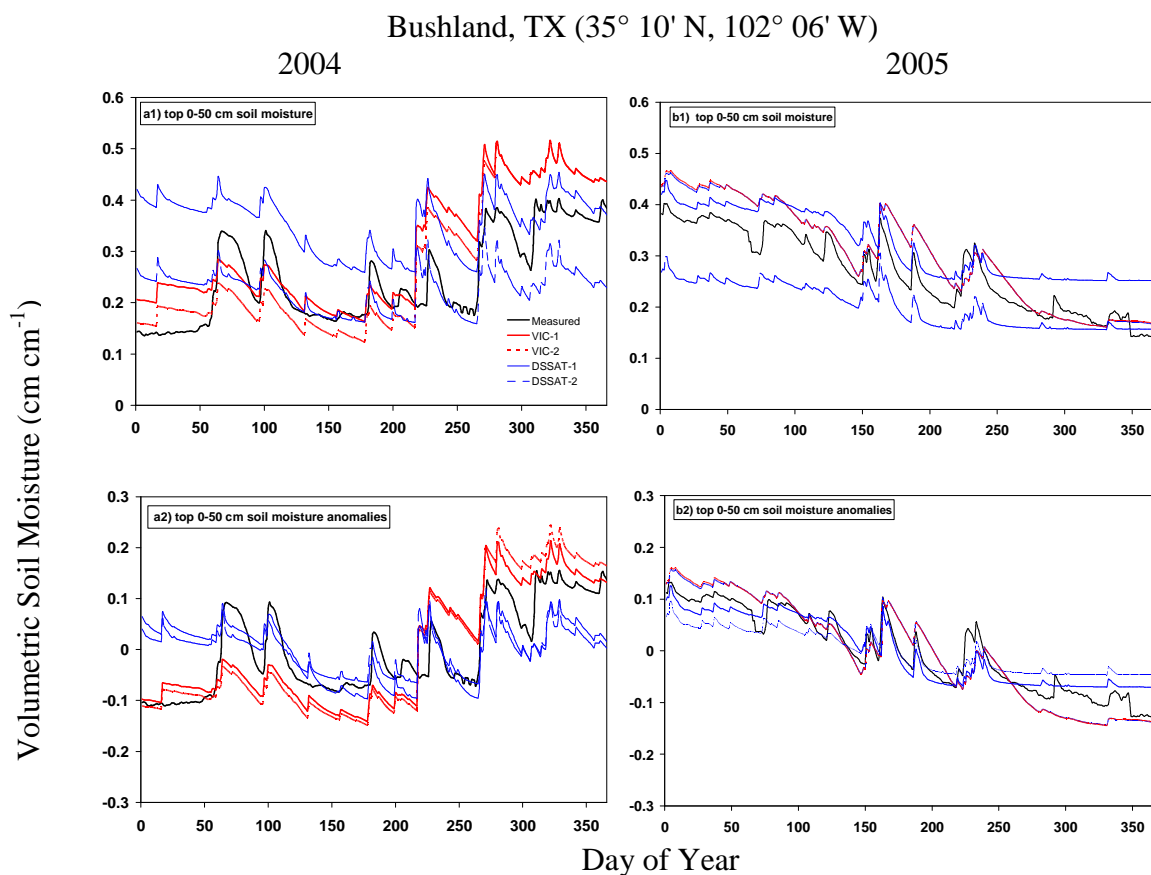 Bushland, TX (35° 10' N, 102° 06' W)
2004
2005
Volumetric Soil Moisture (cm cm⁻¹)
a1) top 0-50 cm soil moisture
0.6
0.5
0.4
0.3
0.2
0.1
0
0 50 100 150 200 250 300 350
Measured
VIC-1
VIC-2
DSSAT-1
DSSAT-2
b1) top 0-50 cm soil moisture
0.6
0.5
0.4
0.3
0.2
0.1
0
0 50 100 150 200 250 300 350
a2) top 0-50 cm soil moisture anomalies
0.3
0.2
0.1
0
-0.1
-0.2
-0.3
0 50 100 150 200 250 300 350
b2) top 0-50 cm soil moisture anomalies
0.3
0.2
0.1
0
-0.1
-0.2
-0.3
0 50 100 150 200 250 300 350
Day of Year